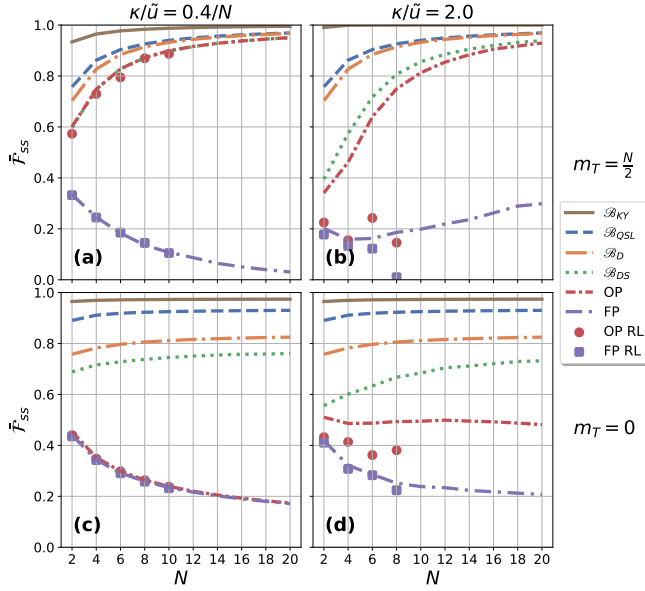 κ/ũ = 0.4/N
κ/ũ = 2.0
1.0
0.8
0.6
0.4
0.2
0.0
𝓕̄ₛₛ
(a)
(b)
m_T = N/2
ℬ_KY
ℬ_QSL
ℬ_D
ℬ_DS
OP
FP
OP RL
FP RL
1.0
0.8
0.6
0.4
0.2
0.0
𝓕̄ₛₛ
(c)
(d)
m_T = 0
2 4 6 8 10 12 14 16 18 20
2 4 6 8 10 12 14 16 18 20
N
N